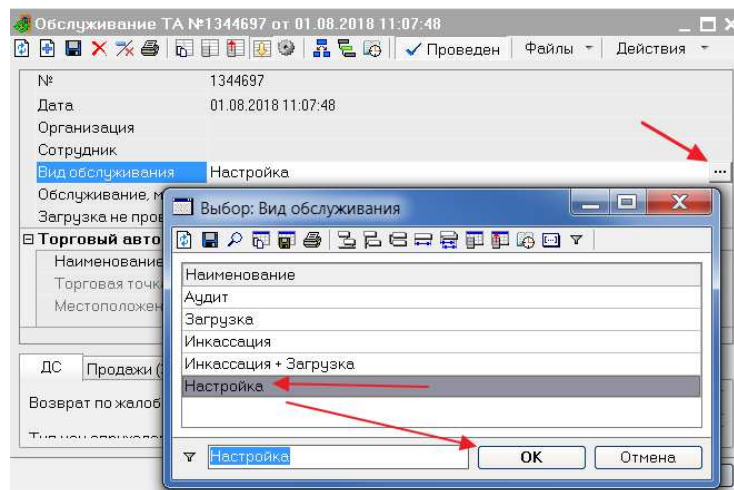 Обслуживание ТА №1344697 от 01.08.2018 11:07:48
Проведен Файлы Действия
№ 1344697
Дата 01.08.2018 11:07:48
Организация
Сотрудник
Вид обслуживания Настройка ...
Обслуживание, м
Загрузка не пров
Торговый авто
Наименование
Торговая точк
Местоположен
ДС Продажи (
Возврат по жалоб
Выбор: Вид обслуживания
Наименование
Аудит
Загрузка
Инкассация
Инкассация + Загрузка
Настройка
Настройка OK Отмена